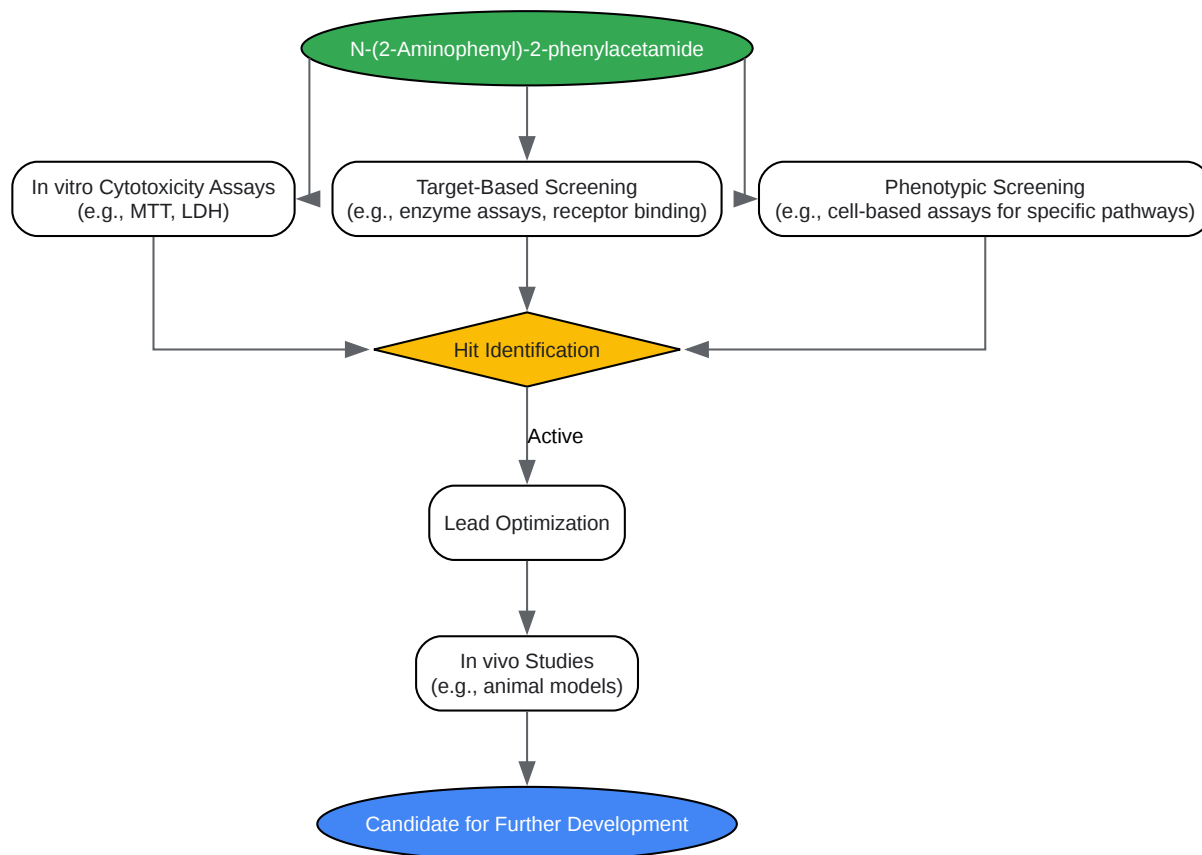 N-(2-Aminophenyl)-2-phenylacetamide
In vitro Cytotoxicity Assays
(e.g., MTT, LDH)
Target-Based Screening
(e.g., enzyme assays, receptor binding)
Phenotypic Screening
(e.g., cell-based assays for specific pathways)
Hit Identification
Active
Lead Optimization
In vivo Studies
(e.g., animal models)
Candidate for Further Development